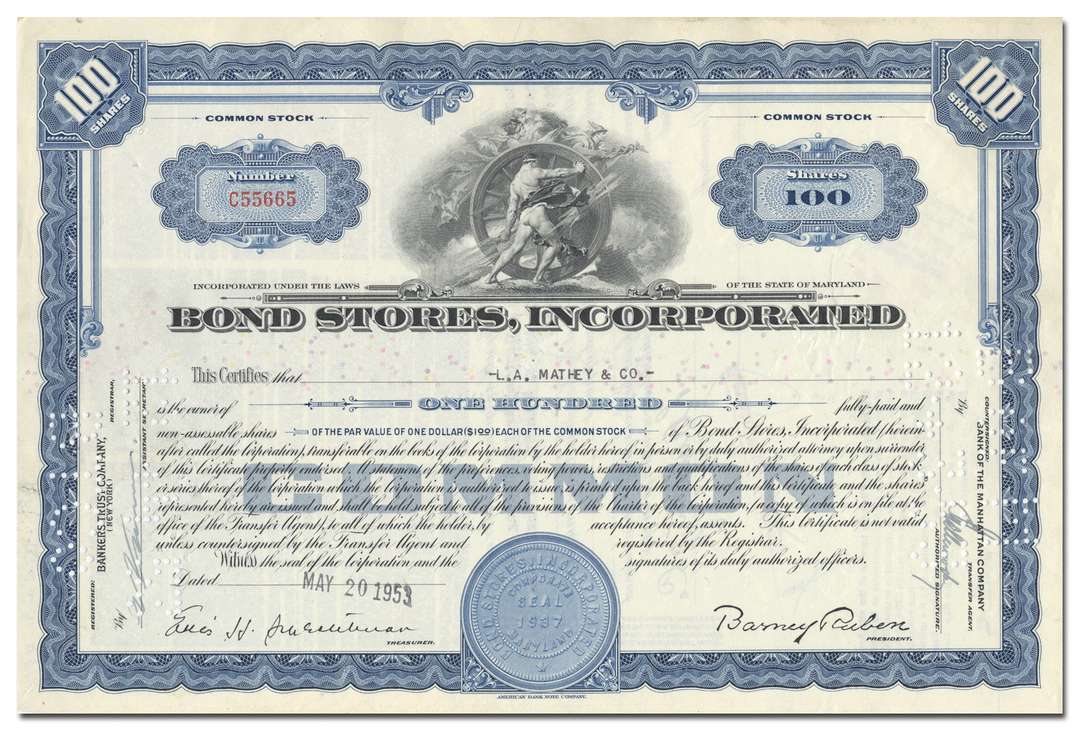 100 SHARES
100 SHARES
COMMON STOCK
COMMON STOCK
Number
C55665
Shares
100
INCORPORATED UNDER THE LAWS
OF THE STATE OF MARYLAND
BOND STORES, INCORPORATED
This Certifies that -L.A. MATHEY & CO.-
is the owner of ONE HUNDRED fully-paid and
non-assessable shares OF THE PAR VALUE OF ONE DOLLAR ($1.00) EACH OF THE COMMON STOCK of Bond Stores, Incorporated (herein-
after called the Corporation), transferable on the books of the Corporation by the holder hereof in person or by duly authorized attorney upon surrender
of this Certificate properly endorsed. A statement of the preferences, voting powers, restrictions and qualifications of the shares of each class of stock
or series thereof of the Corporation which the Corporation is authorized to issue, is printed upon the back hereof and this certificate and the shares
represented hereby are issued and shall be held subject to all of the provisions of the Charter of the Corporation, (a copy of which is on file at the
office of the Transfer Agent), to all of which the holder, by acceptance hereof, assents. This Certificate is not valid
unless countersigned by the Transfer Agent and registered by the Registrar.
Witness the seal of the Corporation and the signatures of its duly authorized officers.
COMMON
Dated MAY 20 1953
TREASURER.
Barney Ruben
PRESIDENT.
BOND STORES, INCORPORATED
CORPORATE
SEAL
1937
MARYLAND
AMERICAN BANK NOTE COMPANY.
REGISTERED:
BANKERS TRUST COMPANY,
(NEW YORK)
REGISTRAR,
By
ASSISTANT SECRETARY
COUNTERSIGNED:
BANK OF THE MANHATTAN COMPANY
TRANSFER AGENT,
By
AUTHORIZED SIGNATURE.